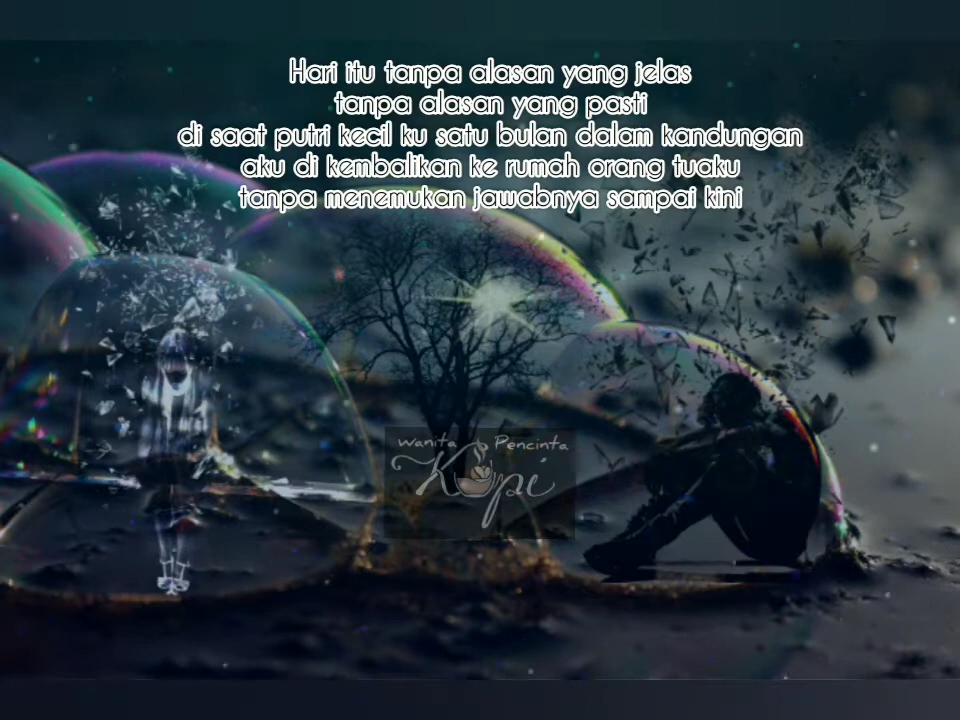 Hari itu tanpa alasan yang jelas
tanpa alasan yang pasti
di saat putri kecil ku satu bulan dalam kandungan
aku di kembalikan ke rumah orang tuaku
tanpa menemukan jawabnya sampai kini
Wanita Pencinta
Kopi